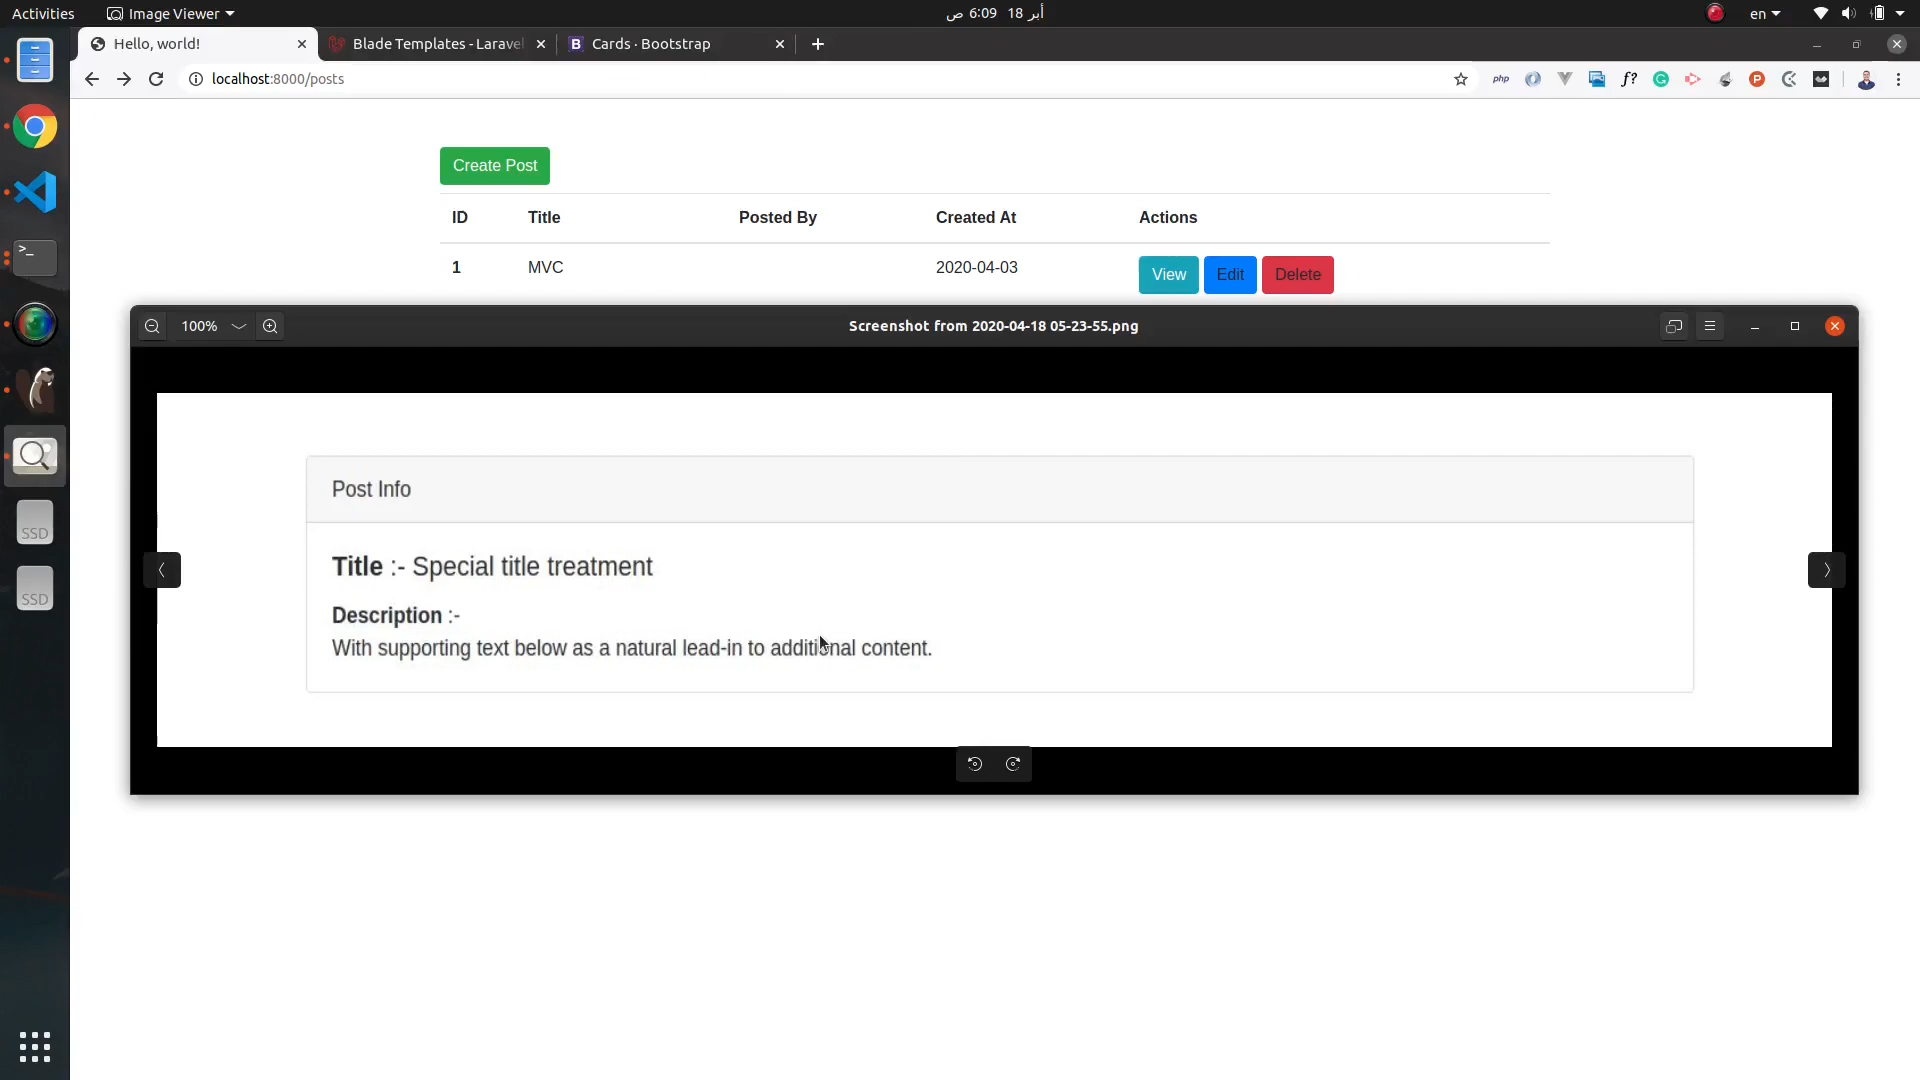 Activities
Image Viewer
أبر 18 6:09 ص
en
Hello, world!
Blade Templates - Laravel
B Cards · Bootstrap
localhost:8000/posts
php
f?
Create Post
ID Title Posted By Created At Actions
1 MVC 2020-04-03 View Edit Delete
100%
Screenshot from 2020-04-18 05-23-55.png
Post Info
Title :- Special title treatment
Description :-
With supporting text below as a natural lead-in to additional content.
SSD
SSD